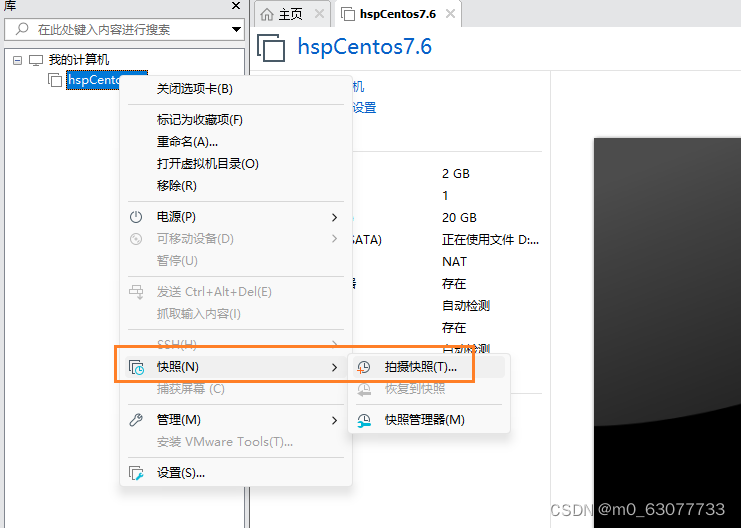 库
主页
hspCentos7.6
在此处键入内容进行搜索
hspCentos7.6
我的计算机
hspCento
机
设置
关闭选项卡(B)
标记为收藏项(F)
重命名(A)...
打开虚拟机目录(O)
移除(R)
电源(P)
可移动设备(D)
暂停(U)
发送 Ctrl+Alt+Del(E)
抓取输入内容(I)
SSH(H)
快照(N)
捕获屏幕 (C)
管理(M)
安装 VMware Tools(T)...
设置(S)...
2 GB
1
20 GB
SATA)
正在使用文件 D:...
NAT
器
存在
自动检测
存在
自动检测
拍摄快照(T)...
恢复到快照
快照管理器(M)
CSDN @m0_63077733